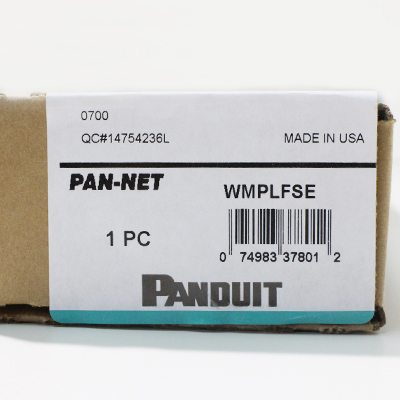 0700
QC#14754236L MADE IN USA
PAN-NET WMPLFSE
1 PC
0 74983 37801 2
PANDUIT